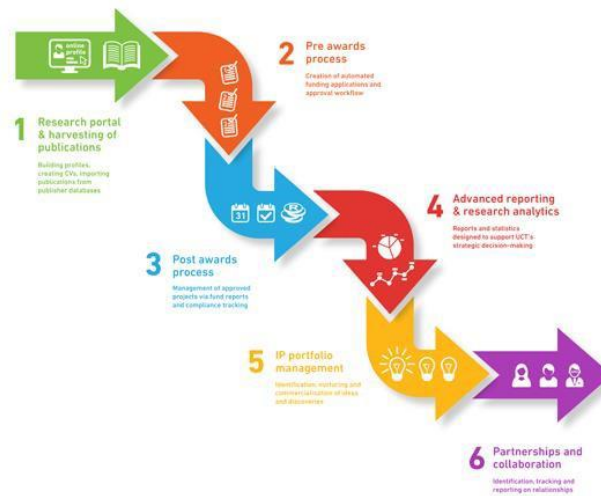 online
profile
1 Research portal
& harvesting of
publications
Building profiles,
creating CVs, importing
publications from
publisher databases
2 Pre awards
process
Creation of automated
funding applications and
approval workflow
31
R
3 Post awards
process
Management of approved
projects via fund reports
and compliance tracking
4 Advanced reporting
& research analytics
Reports and statistics
designed to support UCT's
strategic decision-making
5 IP portfolio
management
Identification, nurturing and
commercialisation of ideas
and discoveries
6 Partnerships and
collaboration
Identification, tracking and
reporting on relationships